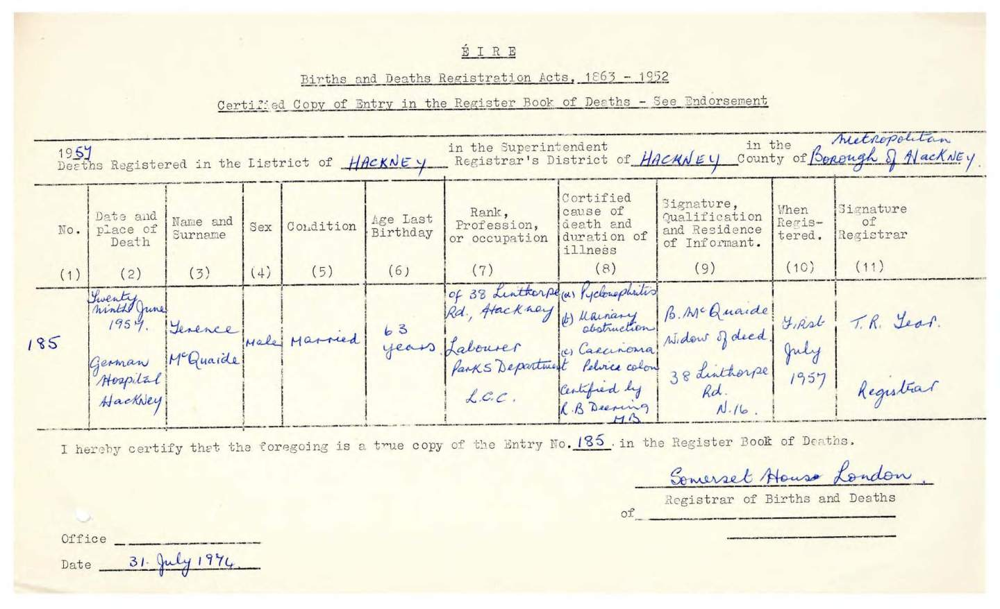 ÉIRE
Births and Deaths Registration Acts, 1863 - 1952
Certified Copy of Entry in the Register Book of Deaths - See Endorsement
1957
Deaths Registered in the District of HACKNEY
in the Superintendent
Registrar's District of HACKNEY
in the Metropolitan
County of Borough of HACKNEY.
No.
(1)
Date and
place of
Death
(2)
Name and
Surname
(3)
Sex
(4)
Condition
(5)
Age Last
Birthday
(6)
Rank,
Profession,
or occupation
(7)
Cortified
cause of
death and
duration of
illness
(8)
Signature,
Qualification
and Residence
of Informant.
(9)
When
Regis-
tered.
(10)
Signature
of
Registrar
(11)
185
Twenty
ninth June
1957.
German
Hospital
Hackney
Terence
McQuaide
Male
Married
63
years
of 38 Linthorpe
Rd., Hackney
Labourer
Parks Department
L.C.C.
(a) Pyelonephritis
(b) Urinary
obstruction
(c) Carcinoma
Pelvice colon
Certified by
R.B Deering
MB
B. McQuaide
Widow of deed.
38 Linthorpe
Rd.
N.16.
First
July
1957
T.R.
Registrar
I hereby certify that the foregoing is a true copy of the Entry No. 185 in the Register Book of Deaths.
Somerset House London.
Registrar of Births and Deaths
of
Office
Date 31. July 1974.